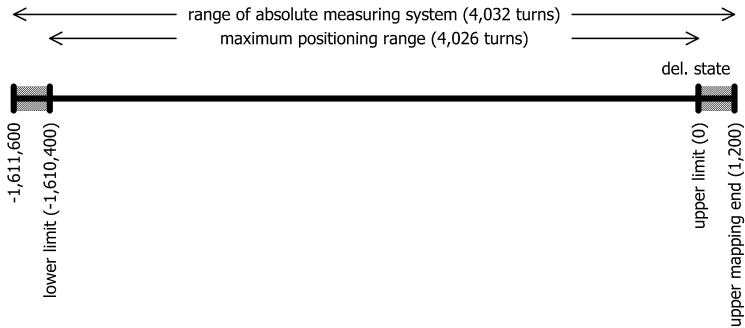 range of absolute measuring system (4,032 turns)
maximum positioning range (4,026 turns)
del. state
-1,611,600
lower limit (-1,610,400)
upper limit (0)
upper mapping end (1,200)